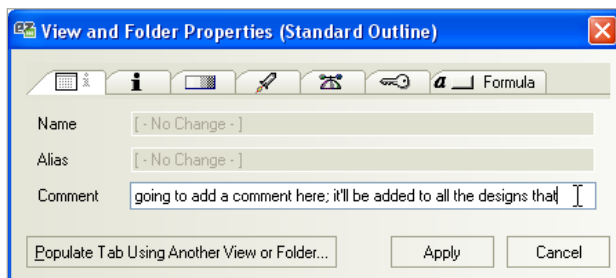 ez View and Folder Properties (Standard Outline)
i i a Formula
Name [ - No Change - ]
Alias [ - No Change - ]
Comment going to add a comment here; it'll be added to all the designs that
Populate Tab Using Another View or Folder... Apply Cancel